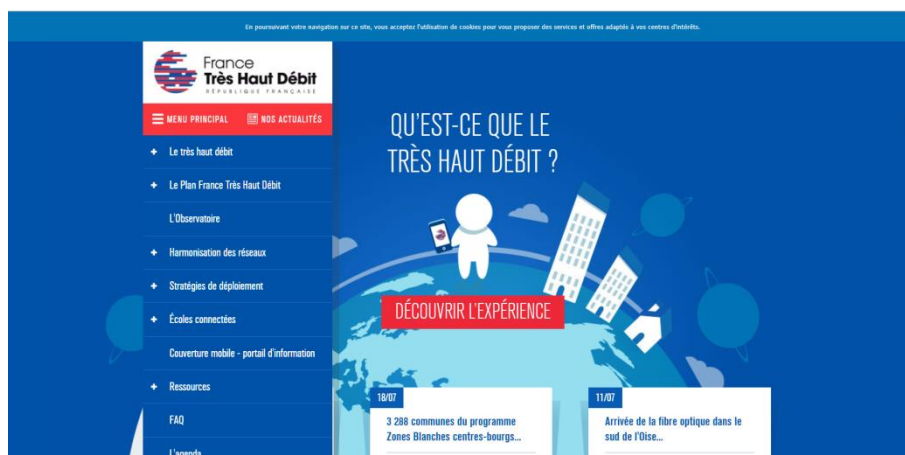 En poursuivant votre navigation sur ce site, vous acceptez l'utilisation de cookies pour vous proposer des services et offres adaptés à vos centres d'intérêts.
France
Très Haut Débit
RÉPUBLIQUE FRANÇAISE
MENU PRINCIPAL
NOS ACTUALITÉS
+ Le très haut débit
+ Le Plan France Très Haut Débit
L'Observatoire
+ Harmonisation des réseaux
+ Stratégies de déploiement
+ Écoles connectées
Couverture mobile - portail d'information
+ Ressources
FAQ
L'agenda
QU'EST-CE QUE LE
TRÈS HAUT DÉBIT ?
DÉCOUVRIR L'EXPÉRIENCE
18/07
3 288 communes du programme
Zones Blanches centres-bourgs...
11/07
Arrivée de la fibre optique dans le
sud de l'Oise...